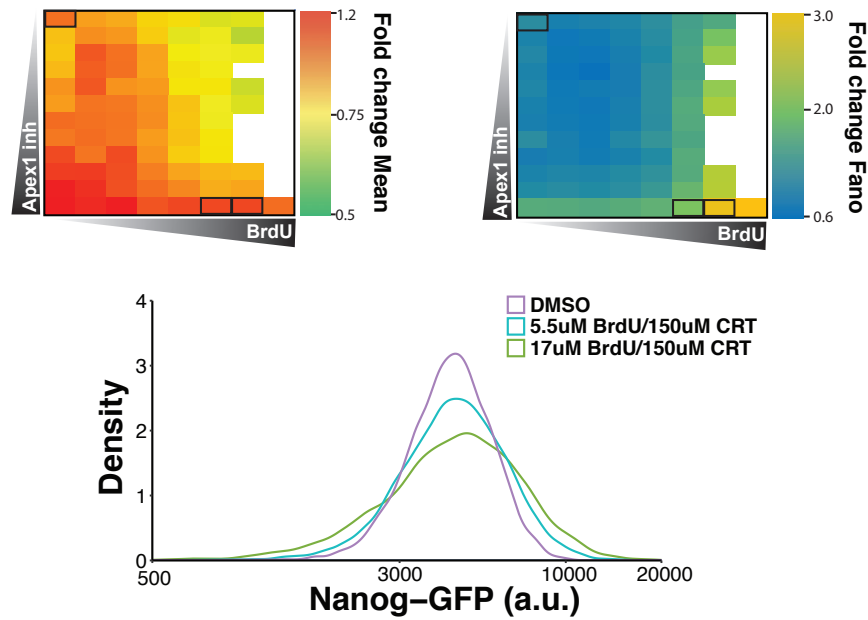 1.2
0.75
0.5
Fold change Mean
Apex1 inh
BrdU
3.0
2.0
0.6
Fold change Fano
Apex1 inh
BrdU
DMSO
5.5uM BrdU/150uM CRT
17uM BrdU/150uM CRT
4
3
2
1
0
Density
500
3000
10000
20000
Nanog–GFP (a.u.)